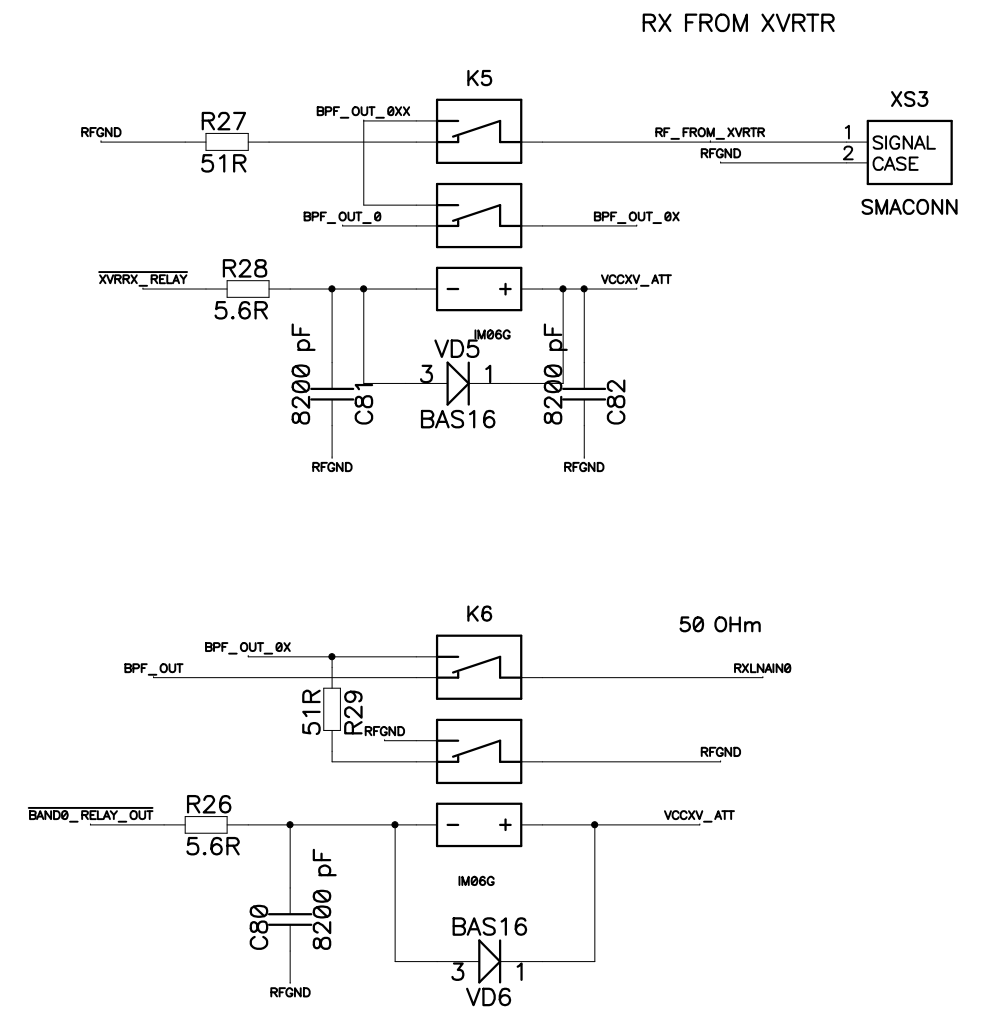 RX FROM XVRTR
K5
XS3
BPF_OUT_0XX
R27
RFGND
51R
RF_FROM_XVRTR
1
SIGNAL
RFGND
2
CASE
SMACONN
BPF_OUT_0
BPF_OUT_0X
XVRRX_RELAY
R28
5.6R
- +
VCCXV_ATT
IM06G
VD5
3
1
BAS16
8200 pF
C81
8200 pF
C82
RFGND
RFGND
K6
50 OHm
BPF_OUT_0X
BPF_OUT
RXLNAIN0
51R
R29
RFGND
RFGND
BAND0_RELAY_OUT
R26
5.6R
- +
VCCXV_ATT
IM06G
C80
8200 pF
BAS16
3
1
VD6
RFGND